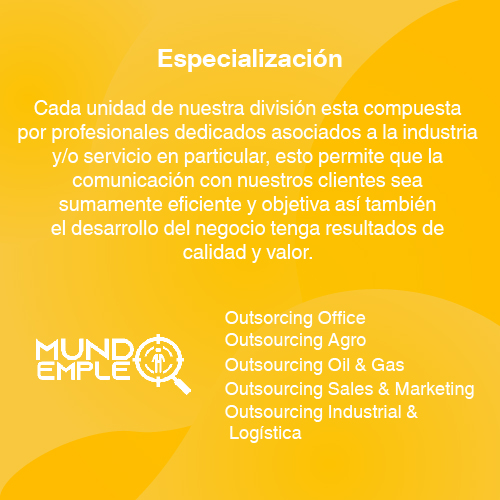 Especialización
Cada unidad de nuestra división esta compuesta
por profesionales dedicados asociados a la industria
y/o servicio en particular, esto permite que la
comunicación con nuestros clientes sea
sumamente eficiente y objetiva así también
el desarrollo del negocio tenga resultados de
calidad y valor.
MUNDO
EMPLEO
Outsorcing Office
Outsourcing Agro
Outsourcing Oil & Gas
Outsourcing Sales & Marketing
Outsourcing Industrial &
Logística